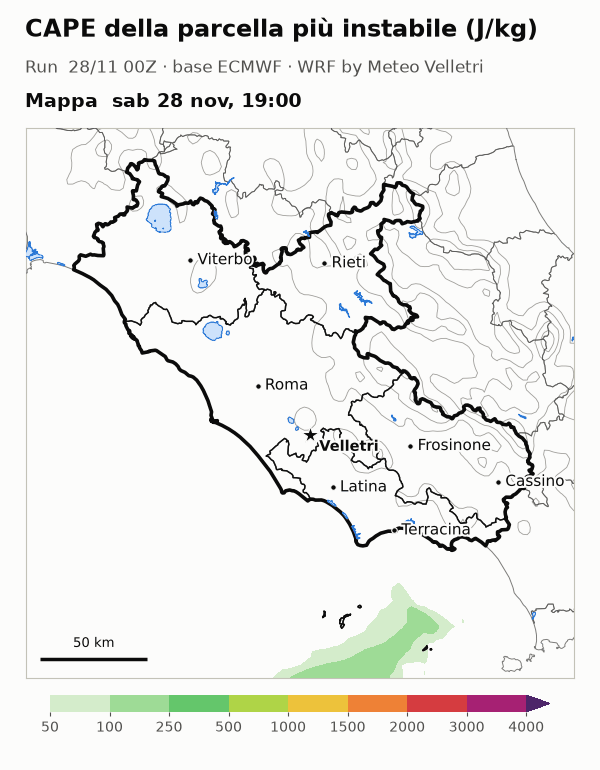 CAPE della parcella più instabile (J/kg)
Run  28/11 00Z · base ECMWF · WRF by Meteo Velletri
Mappa  sab 28 nov, 19:00
Viterbo
Rieti
Roma
Velletri
Frosinone
Latina
Cassino
Terracina
50 km
50 100 250 500 1000 1500 2000 3000 4000